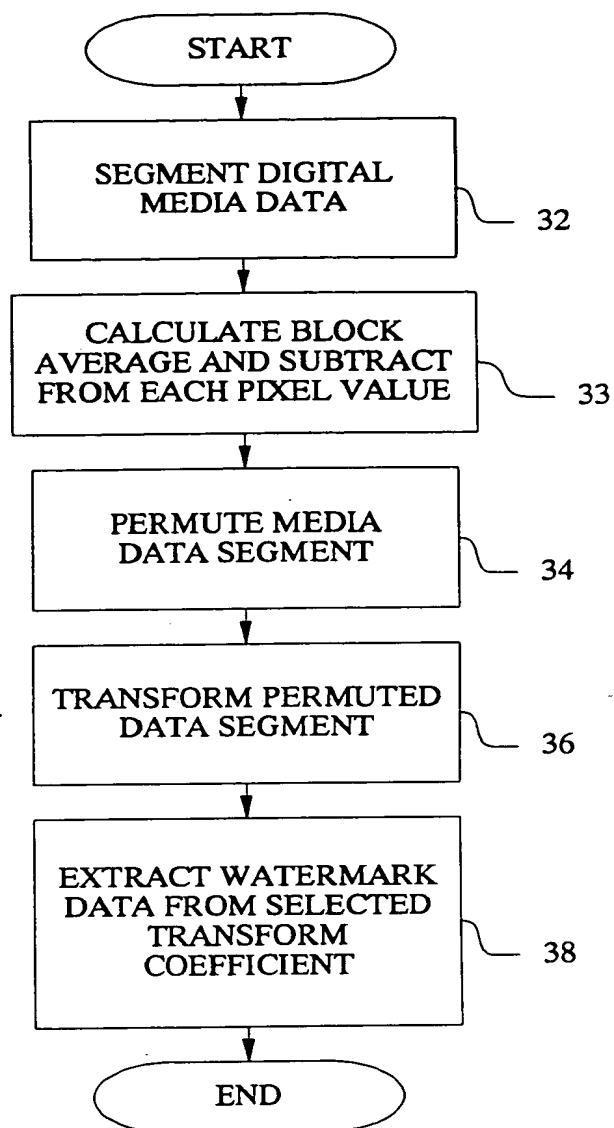 START
SEGMENT DIGITAL
MEDIA DATA
32
CALCULATE BLOCK
AVERAGE AND SUBTRACT
FROM EACH PIXEL VALUE
33
PERMUTE MEDIA
DATA SEGMENT
34
TRANSFORM PERMUTED
DATA SEGMENT
36
EXTRACT WATERMARK
DATA FROM SELECTED
TRANSFORM
COEFFICIENT
38
END